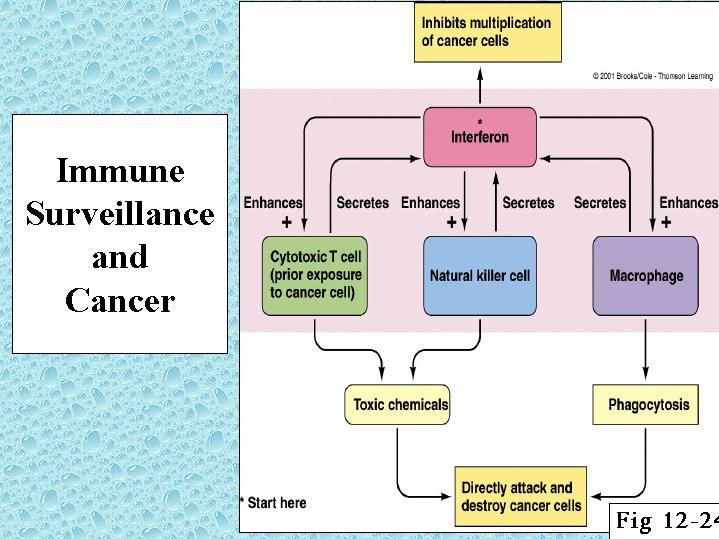 Immune
Surveillance
and
Cancer
Inhibits multiplication
of cancer cells
© 2001 Brooks/Cole - Thomson Learning
*
Interferon
Enhances
+
Secretes
Enhances
+
Secretes
Secretes
Enhances
+
Cytotoxic T cell
(prior exposure
to cancer cell)
Natural killer cell
Macrophage
Toxic chemicals
Phagocytosis
Directly attack and
destroy cancer cells
* Start here
Fig 12-24